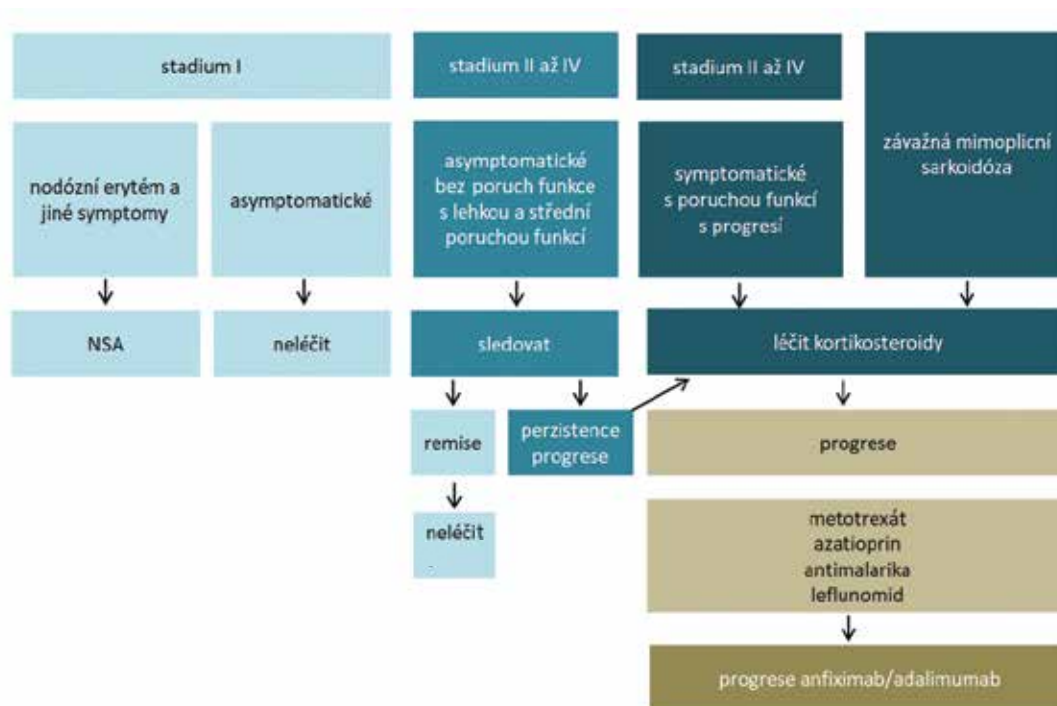 stadium I
stadium II až IV
stadium II až IV
závažná mimoplicní
sarkoidóza
nodózní erytém a
jiné symptomy
asymptomatické
asymptomatické
bez poruch funkce
s lehkou a střední
poruchou funkcí
symptomatické
s poruchou funkcí
s progresí
NSA
neléčit
sledovat
léčit kortikosteroidy
remise
perzistence
progrese
progrese
neléčit
metotrexát
azatioprin
antimalarika
leflunomid
progrese anfiximab/adalimumab